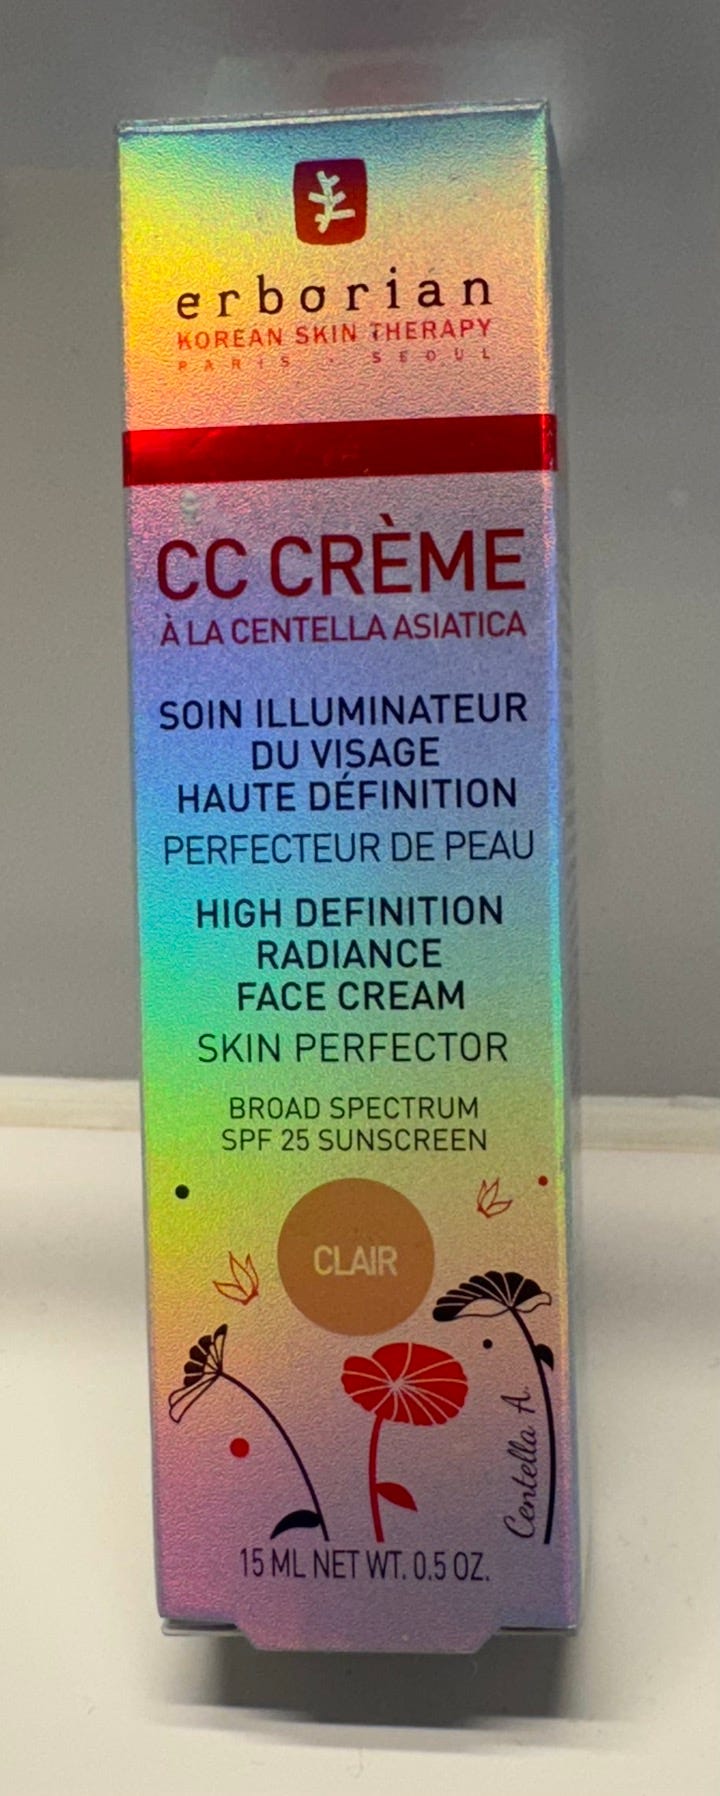 erborian
KOREAN SKIN THERAPY
PARIS · SEOUL
CC CRÈME
À LA CENTELLA ASIATICA
SOIN ILLUMINATEUR
DU VISAGE
HAUTE DÉFINITION
PERFECTEUR DE PEAU
HIGH DEFINITION
RADIANCE
FACE CREAM
SKIN PERFECTOR
BROAD SPECTRUM
SPF 25 SUNSCREEN
CLAIR
Centella A.
15 ML NET WT. 0.5 OZ.